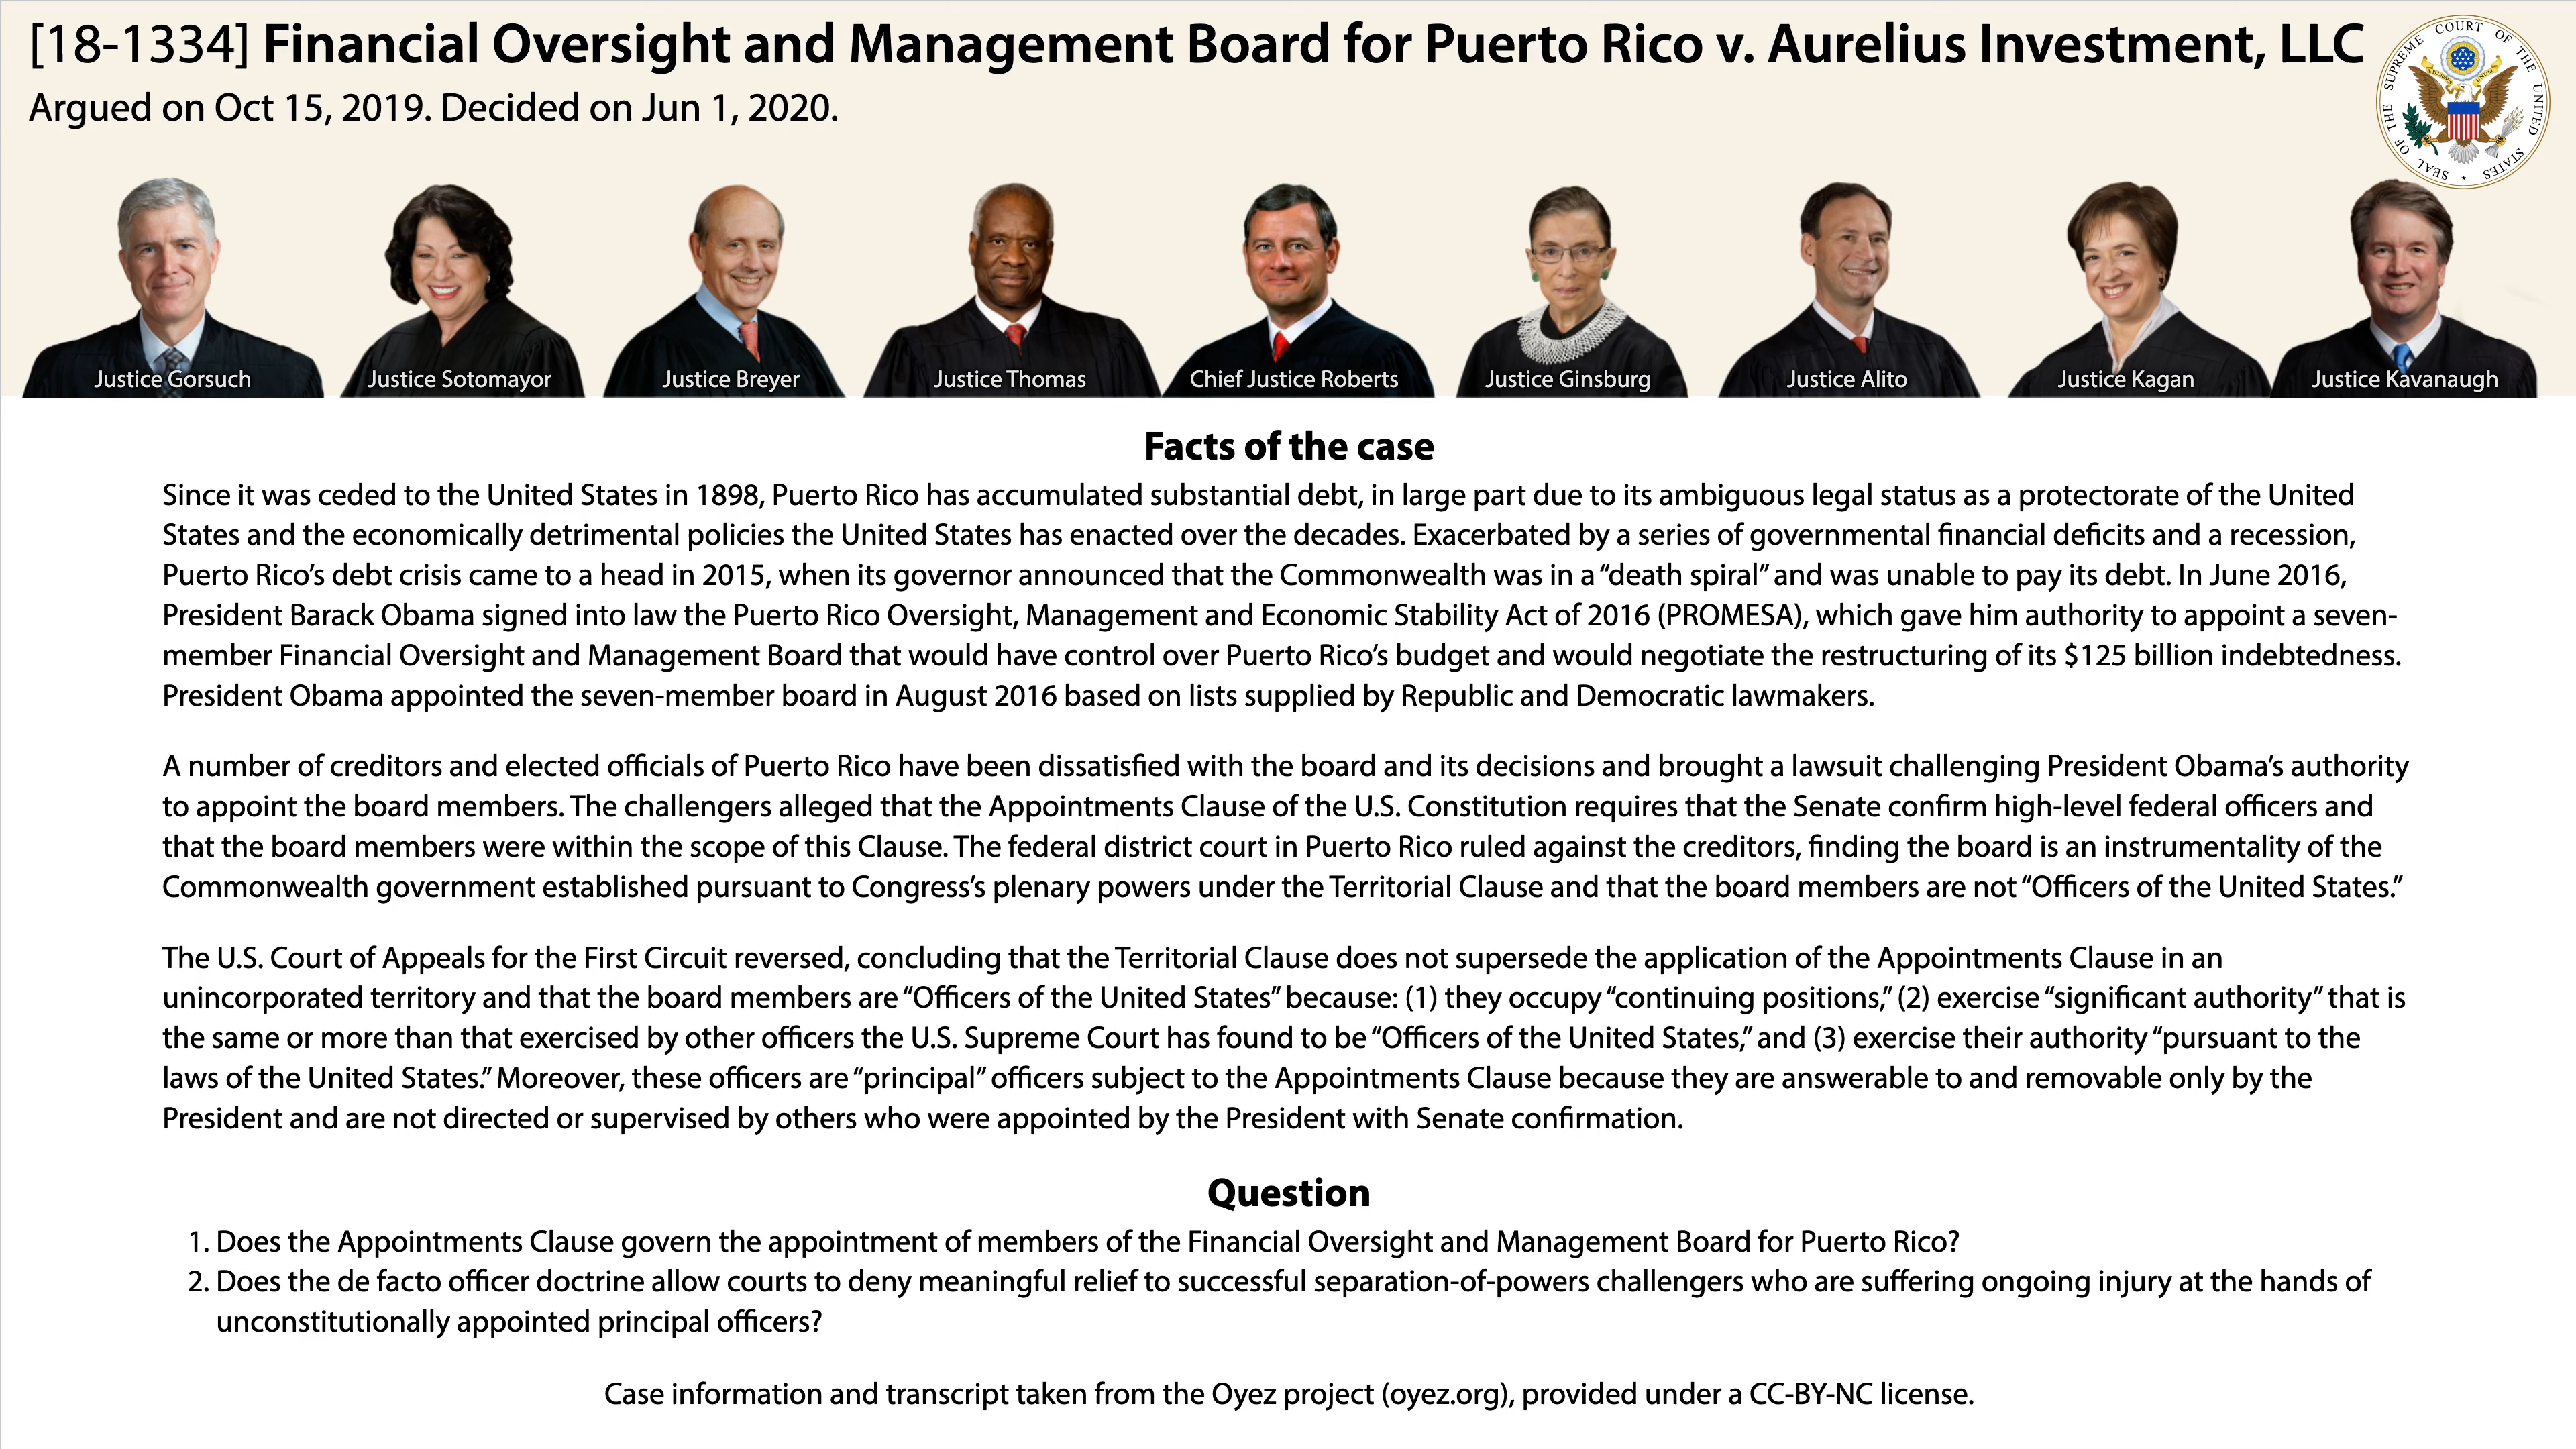 [18-1334] Financial Oversight and Management Board for Puerto Rico v. Aurelius Investment, LLC
Argued on Oct 15, 2019. Decided on Jun 1, 2020.
SEAL OF THE SUPREME COURT OF THE UNITED STATES
Justice Gorsuch
Justice Sotomayor
Justice Breyer
Justice Thomas
Chief Justice Roberts
Justice Ginsburg
Justice Alito
Justice Kagan
Justice Kavanaugh
Facts of the case
Since it was ceded to the United States in 1898, Puerto Rico has accumulated substantial debt, in large part due to its ambiguous legal status as a protectorate of the United
States and the economically detrimental policies the United States has enacted over the decades. Exacerbated by a series of governmental financial deficits and a recession,
Puerto Rico’s debt crisis came to a head in 2015, when its governor announced that the Commonwealth was in a “death spiral” and was unable to pay its debt. In June 2016,
President Barack Obama signed into law the Puerto Rico Oversight, Management and Economic Stability Act of 2016 (PROMESA), which gave him authority to appoint a seven-
member Financial Oversight and Management Board that would have control over Puerto Rico’s budget and would negotiate the restructuring of its $125 billion indebtedness.
President Obama appointed the seven-member board in August 2016 based on lists supplied by Republic and Democratic lawmakers.
A number of creditors and elected officials of Puerto Rico have been dissatisfied with the board and its decisions and brought a lawsuit challenging President Obama’s authority
to appoint the board members. The challengers alleged that the Appointments Clause of the U.S. Constitution requires that the Senate confirm high-level federal officers and
that the board members were within the scope of this Clause. The federal district court in Puerto Rico ruled against the creditors, finding the board is an instrumentality of the
Commonwealth government established pursuant to Congress’s plenary powers under the Territorial Clause and that the board members are not “Officers of the United States.”
The U.S. Court of Appeals for the First Circuit reversed, concluding that the Territorial Clause does not supersede the application of the Appointments Clause in an
unincorporated territory and that the board members are “Officers of the United States” because: (1) they occupy “continuing positions,” (2) exercise “significant authority” that is
the same or more than that exercised by other officers the U.S. Supreme Court has found to be “Officers of the United States,” and (3) exercise their authority “pursuant to the
laws of the United States.” Moreover, these officers are “principal” officers subject to the Appointments Clause because they are answerable to and removable only by the
President and are not directed or supervised by others who were appointed by the President with Senate confirmation.
Question
1. Does the Appointments Clause govern the appointment of members of the Financial Oversight and Management Board for Puerto Rico?
2. Does the de facto officer doctrine allow courts to deny meaningful relief to successful separation-of-powers challengers who are suffering ongoing injury at the hands of
unconstitutionally appointed principal officers?
Case information and transcript taken from the Oyez project (oyez.org), provided under a CC-BY-NC license.